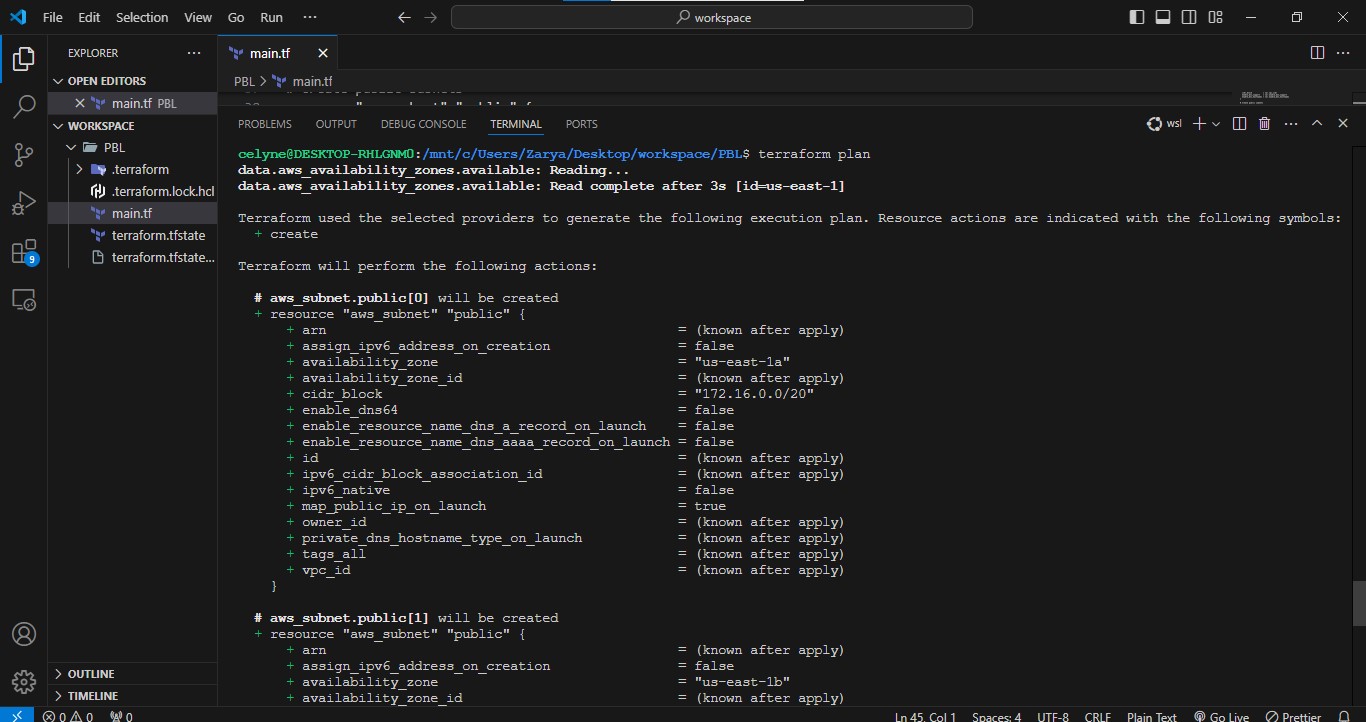 File Edit Selection View Go Run ··· workspace
EXPLORER ···
OPEN EDITORS
main.tf PBL
WORKSPACE
PBL
.terraform
.terraform.lock.hcl
main.tf
terraform.tfstate
terraform.tfstate...
OUTLINE
TIMELINE
9
main.tf
PBL > main.tf
PROBLEMS OUTPUT DEBUG CONSOLE TERMINAL PORTS
wsl
celyne@DESKTOP-RHLGNM0:/mnt/c/Users/Zarya/Desktop/workspace/PBL$ terraform plan
data.aws_availability_zones.available: Reading...
data.aws_availability_zones.available: Read complete after 3s [id=us-east-1]
Terraform used the selected providers to generate the following execution plan. Resource actions are indicated with the following symbols:
+ create
Terraform will perform the following actions:
# aws_subnet.public[0] will be created
+ resource "aws_subnet" "public" {
+ arn = (known after apply)
+ assign_ipv6_address_on_creation = false
+ availability_zone = "us-east-1a"
+ availability_zone_id = (known after apply)
+ cidr_block = "172.16.0.0/20"
+ enable_dns64 = false
+ enable_resource_name_dns_a_record_on_launch = false
+ enable_resource_name_dns_aaaa_record_on_launch = false
+ id = (known after apply)
+ ipv6_cidr_block_association_id = (known after apply)
+ ipv6_native = false
+ map_public_ip_on_launch = true
+ owner_id = (known after apply)
+ private_dns_hostname_type_on_launch = (known after apply)
+ tags_all = (known after apply)
+ vpc_id = (known after apply)
}
# aws_subnet.public[1] will be created
+ resource "aws_subnet" "public" {
+ arn = (known after apply)
+ assign_ipv6_address_on_creation = false
+ availability_zone = "us-east-1b"
+ availability_zone_id = (known after apply)
0 0 0 Ln 45, Col 1 Spaces: 4 UTF-8 CRLF Plain Text Go Live Prettier